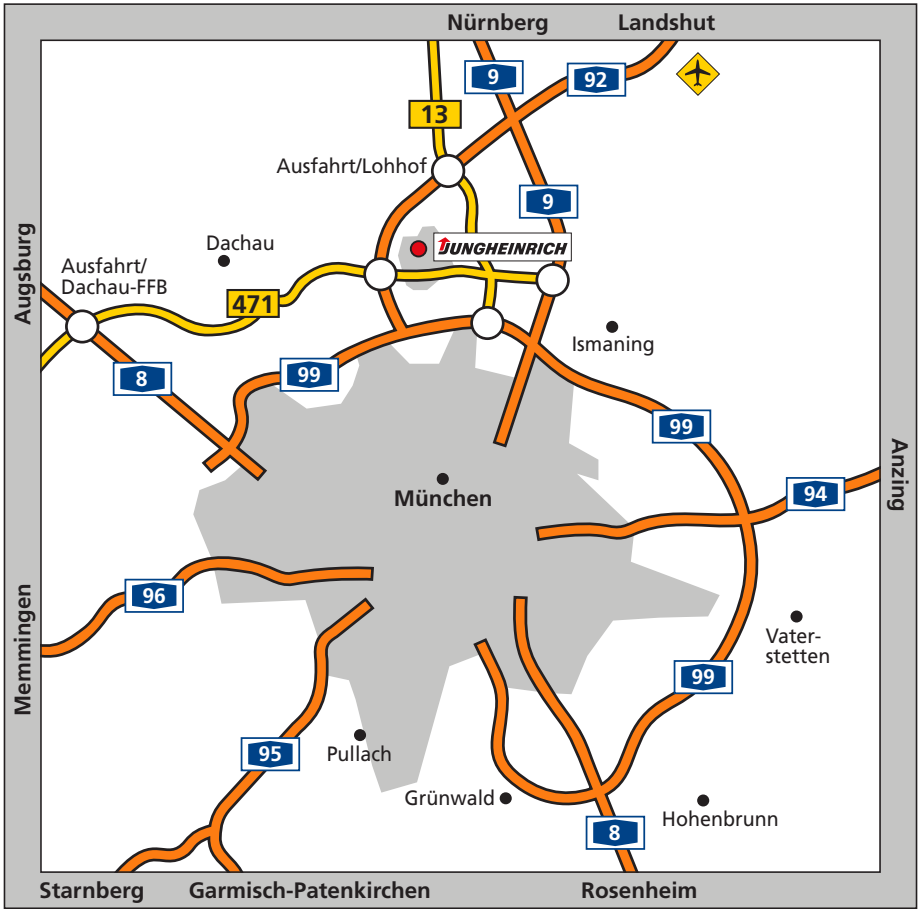 Nürnberg
Landshut
9
92
13
Ausfahrt/Lohhof
9
Augsburg
Dachau
JUNGHEINRICH
Ausfahrt/
Dachau-FFB
471
Ismaning
8
99
99
Anzing
München
94
96
Memmingen
Vater-
stetten
99
95
Pullach
Grünwald
Hohenbrunn
8
Starnberg
Garmisch-Patenkirchen
Rosenheim